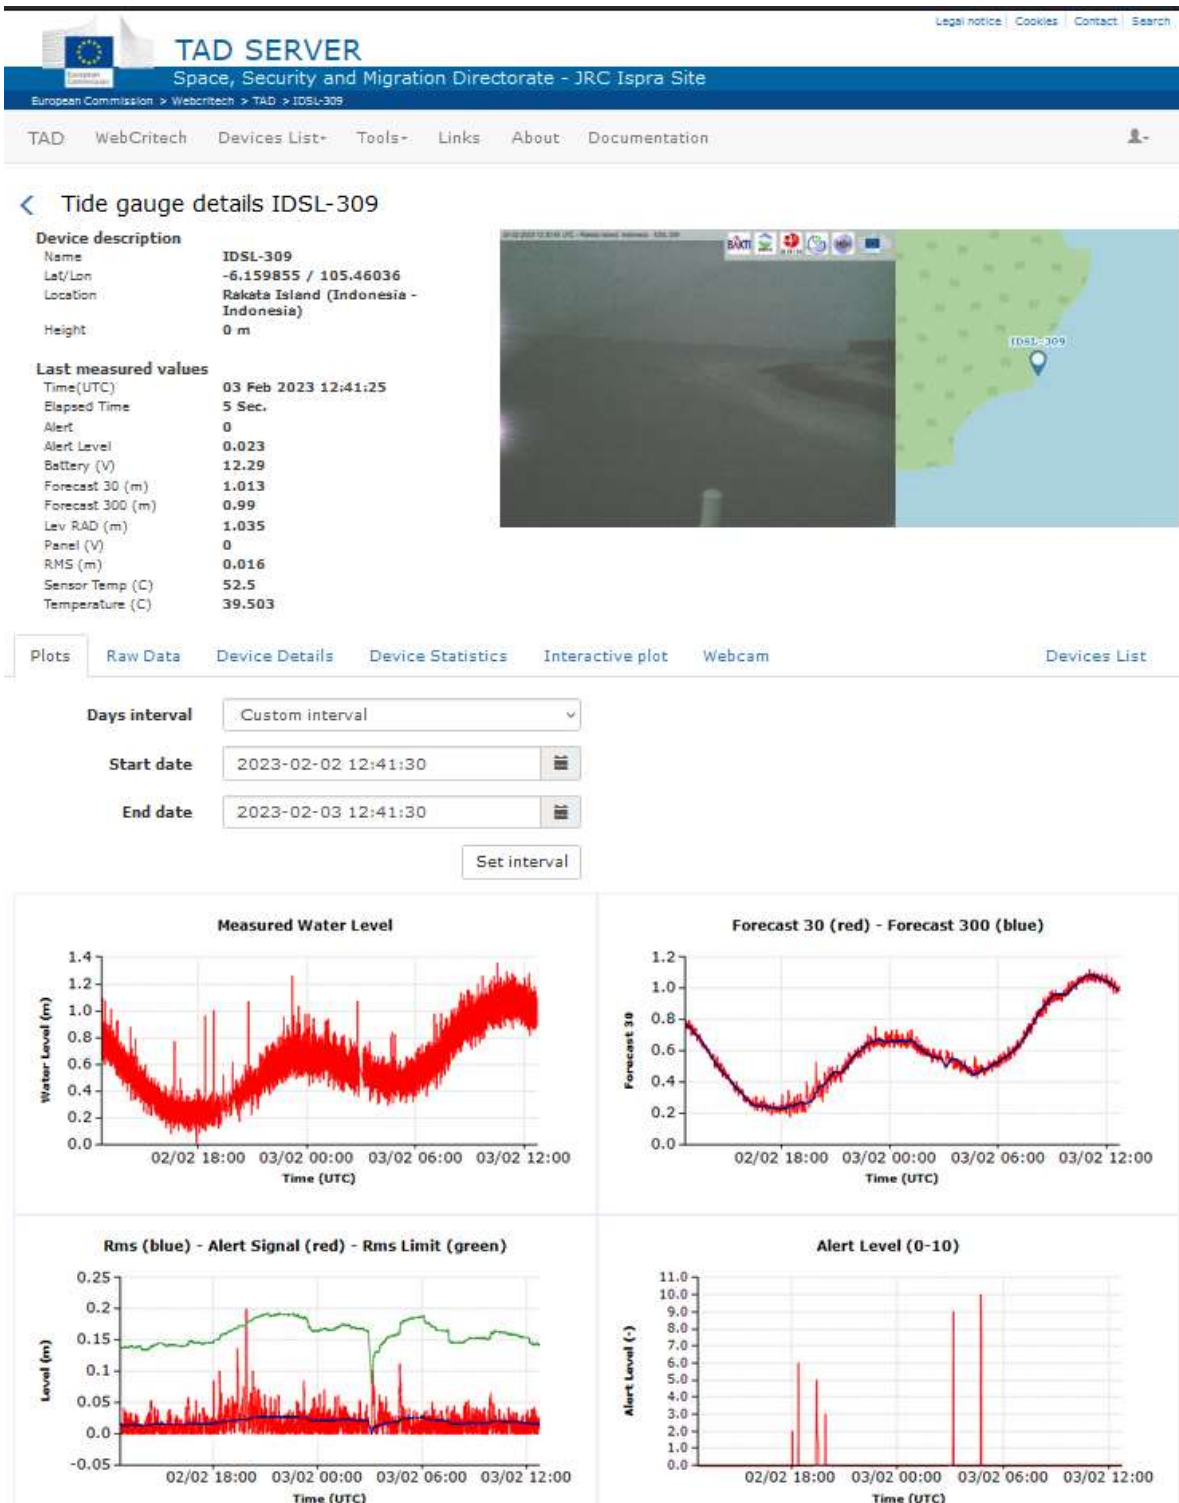 Legal notice Cookies Contact Search
European Commission
TAD SERVER
Space, Security and Migration Directorate - JRC Ispra Site
European Commission > Webcritech > TAD > IDSL-309
TAD WebCritech Devices List Tools Links About Documentation
Tide gauge details IDSL-309
Device description
Name IDSL-309
Lat/Lon -6.159855 / 105.46036
Location Rakata Island (Indonesia -
Indonesia)
Height 0 m
BAKTI
IDSL-309
Last measured values
Time(UTC) 03 Feb 2023 12:41:25
Elapsed Time 5 Sec.
Alert 0
Alert Level 0.023
Battery (V) 12.29
Forecast 30 (m) 1.013
Forecast 300 (m) 0.99
Lev RAD (m) 1.035
Panel (V) 0
RMS (m) 0.016
Sensor Temp (C) 52.5
Temperature (C) 39.503
Plots Raw Data Device Details Device Statistics Interactive plot Webcam Devices List
Days interval Custom interval
Start date 2023-02-02 12:41:30
End date 2023-02-03 12:41:30
Set interval
Measured Water Level
Water Level (m)
1.4
1.2
1.0
0.8
0.6
0.4
0.2
0.0
02/02 18:00 03/02 00:00 03/02 06:00 03/02 12:00
Time (UTC)
Forecast 30 (red) - Forecast 300 (blue)
Forecast 30
1.2
1.0
0.8
0.6
0.4
0.2
0.0
02/02 18:00 03/02 00:00 03/02 06:00 03/02 12:00
Time (UTC)
Rms (blue) - Alert Signal (red) - Rms Limit (green)
Level (m)
0.25
0.2
0.15
0.1
0.05
0.0
-0.05
02/02 18:00 03/02 00:00 03/02 06:00 03/02 12:00
Time (UTC)
Alert Level (0-10)
Alert Level (-)
11.0
10.0
9.0
8.0
7.0
6.0
5.0
4.0
3.0
2.0
1.0
0.0
02/02 18:00 03/02 00:00 03/02 06:00 03/02 12:00
Time (UTC)